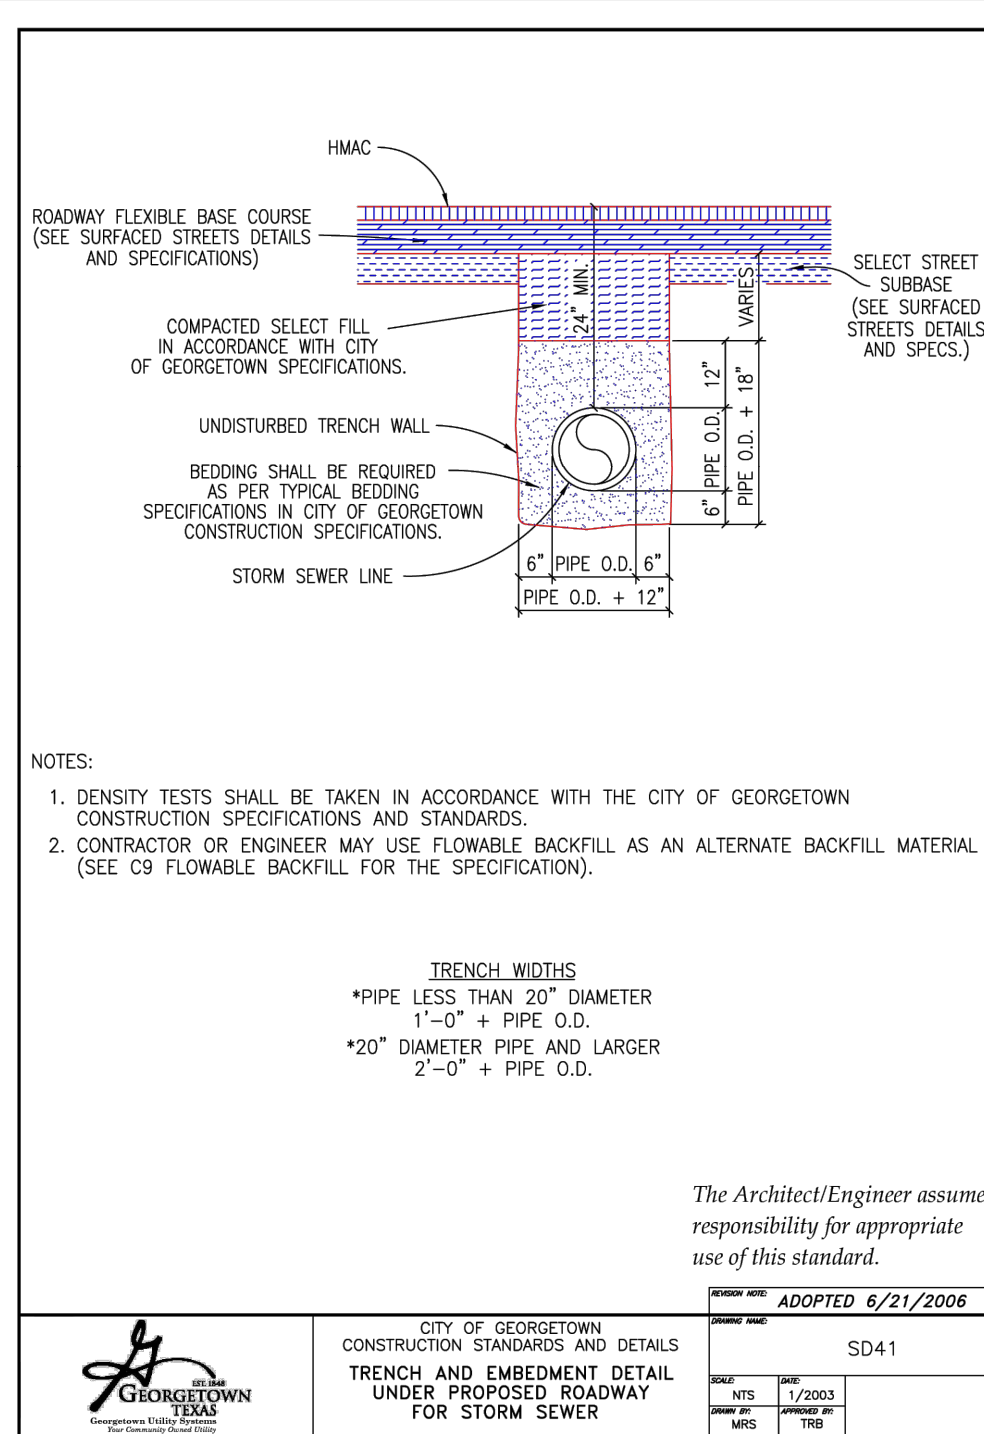 HMAC
ROADWAY FLEXIBLE BASE COURSE
(SEE SURFACED STREETS DETAILS
AND SPECIFICATIONS)
SELECT STREET
SUBBASE
(SEE SURFACED
STREETS DETAILS
AND SPECS.)
24" MIN.
VARIES
COMPACTED SELECT FILL
IN ACCORDANCE WITH CITY
OF GEORGETOWN SPECIFICATIONS.
12"
PIPE O.D. + 18"
UNDISTURBED TRENCH WALL
PIPE O.D.
BEDDING SHALL BE REQUIRED
AS PER TYPICAL BEDDING
SPECIFICATIONS IN CITY OF GEORGETOWN
CONSTRUCTION SPECIFICATIONS.
6"
STORM SEWER LINE
6" PIPE O.D. 6"
PIPE O.D. + 12"
NOTES:
1. DENSITY TESTS SHALL BE TAKEN IN ACCORDANCE WITH THE CITY OF GEORGETOWN
CONSTRUCTION SPECIFICATIONS AND STANDARDS.
2. CONTRACTOR OR ENGINEER MAY USE FLOWABLE BACKFILL AS AN ALTERNATE BACKFILL MATERIAL
(SEE C9 FLOWABLE BACKFILL FOR THE SPECIFICATION).
TRENCH WIDTHS
*PIPE LESS THAN 20" DIAMETER
1'-0" + PIPE O.D.
*20" DIAMETER PIPE AND LARGER
2'-0" + PIPE O.D.
The Architect/Engineer assume
responsibility for appropriate
use of this standard.
REVISION NOTE:
ADOPTED 6/21/2006
DRAWING NAME:
SD41
SCALE:
NTS
DATE:
1/2003
DRAWN BY:
MRS
APPROVED BY:
TRB
CITY OF GEORGETOWN
CONSTRUCTION STANDARDS AND DETAILS
TRENCH AND EMBEDMENT DETAIL
UNDER PROPOSED ROADWAY
FOR STORM SEWER
EST. 1848
GEORGETOWN
TEXAS
Georgetown Utility Systems
Your Community Owned Utility